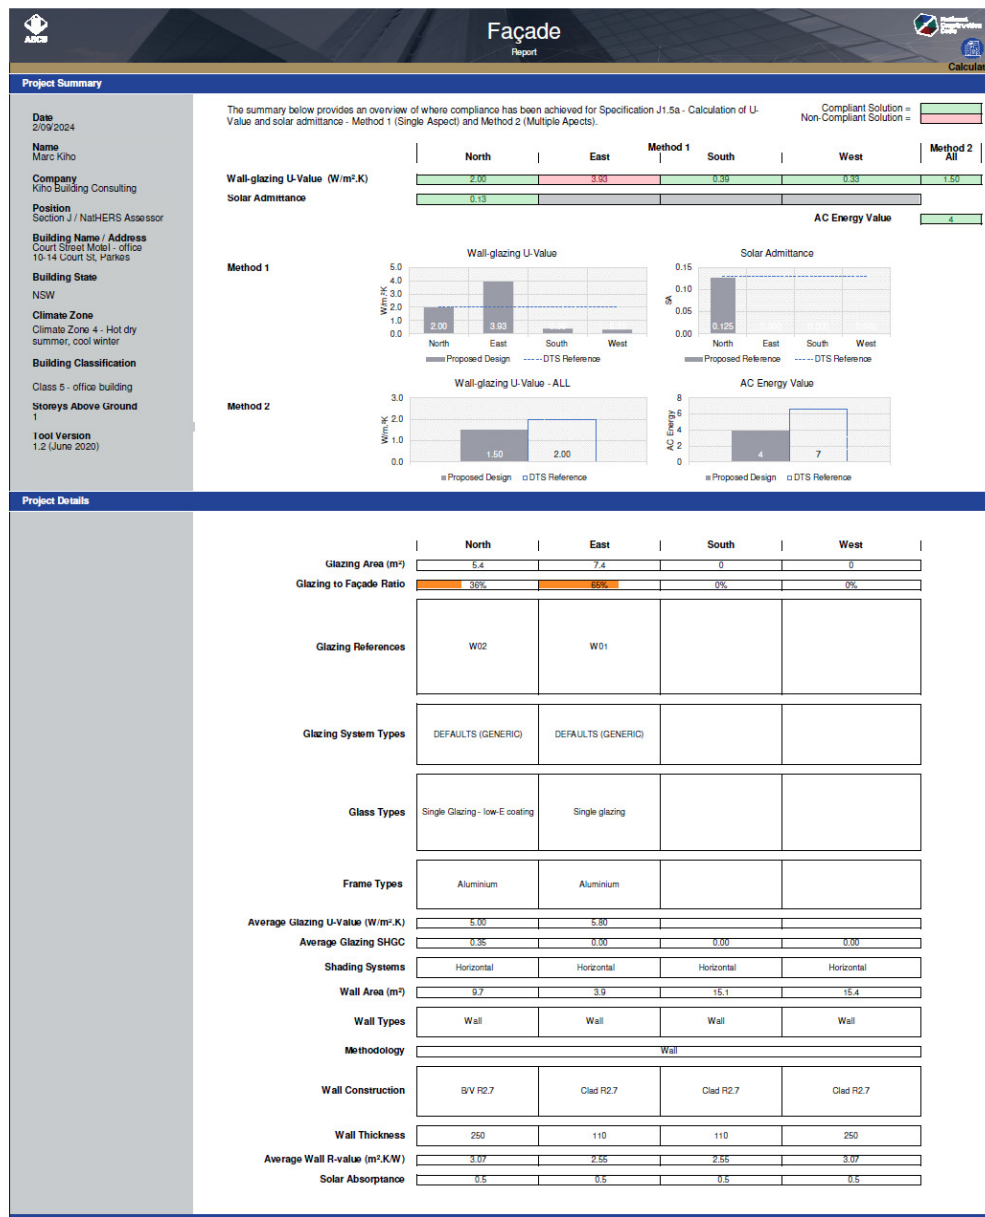 ABCB
Façade
Report
National
Construction
Code
Calculat
Project Summary
Date
2/09/2024
Name
Marc Kiho
Company
Kiho Building Consulting
Position
Section J / NatHERS Assessor
Building Name / Address
Court Street Motel - office
10-14 Court St, Parkes
Building State
NSW
Climate Zone
Climate Zone 4 - Hot dry
summer, cool winter
Building Classification
Class 5 - office building
Storeys Above Ground
1
Tool Version
1.2 (June 2020)
The summary below provides an overview of where compliance has been achieved for Specification J1.5a - Calculation of U-
Value and solar admittance - Method 1 (Single Aspect) and Method 2 (Multiple Apects).
Compliant Solution =
Non-Compliant Solution =
Method 1 Method 2
North East South West All
Wall-glazing U-Value (W/m².K) 2.00 3.93 0.39 0.33 1.50
Solar Admittance 0.13
AC Energy Value 4
Method 1
Wall-glazing U-Value
5.0
4.0
3.0
2.0
1.0
0.0
W/m.²K
2.00 3.93
North East South West
Proposed Design DTS Reference
Solar Admittance
0.15
0.10
0.05
0.00
SA
0.125
North East South West
Proposed Reference DTS Reference
Method 2
Wall-glazing U-Value - ALL
3.0
2.0
1.0
0.0
W/m.²K
1.50 2.00
Proposed Design DTS Reference
AC Energy Value
8
6
4
2
0
AC Energy
4 7
Proposed Design DTS Reference
Project Details
North East South West
Glazing Area (m²) 5.4 7.4 0 0
Glazing to Façade Ratio 36% 65% 0% 0%
Glazing References W02 W01
Glazing System Types DEFAULTS (GENERIC) DEFAULTS (GENERIC)
Glass Types Single Glazing - low-E coating Single glazing
Frame Types Aluminium Aluminium
Average Glazing U-Value (W/m².K) 5.00 5.80
Average Glazing SHGC 0.35 0.00 0.00 0.00
Shading Systems Horizontal Horizontal Horizontal Horizontal
Wall Area (m²) 9.7 3.9 15.1 15.4
Wall Types Wall Wall Wall Wall
Methodology Wall
Wall Construction B/V R2.7 Clad R2.7 Clad R2.7 Clad R2.7
Wall Thickness 250 110 110 250
Average Wall R-value (m².K/W) 3.07 2.55 2.55 3.07
Solar Absorptance 0.5 0.5 0.5 0.5